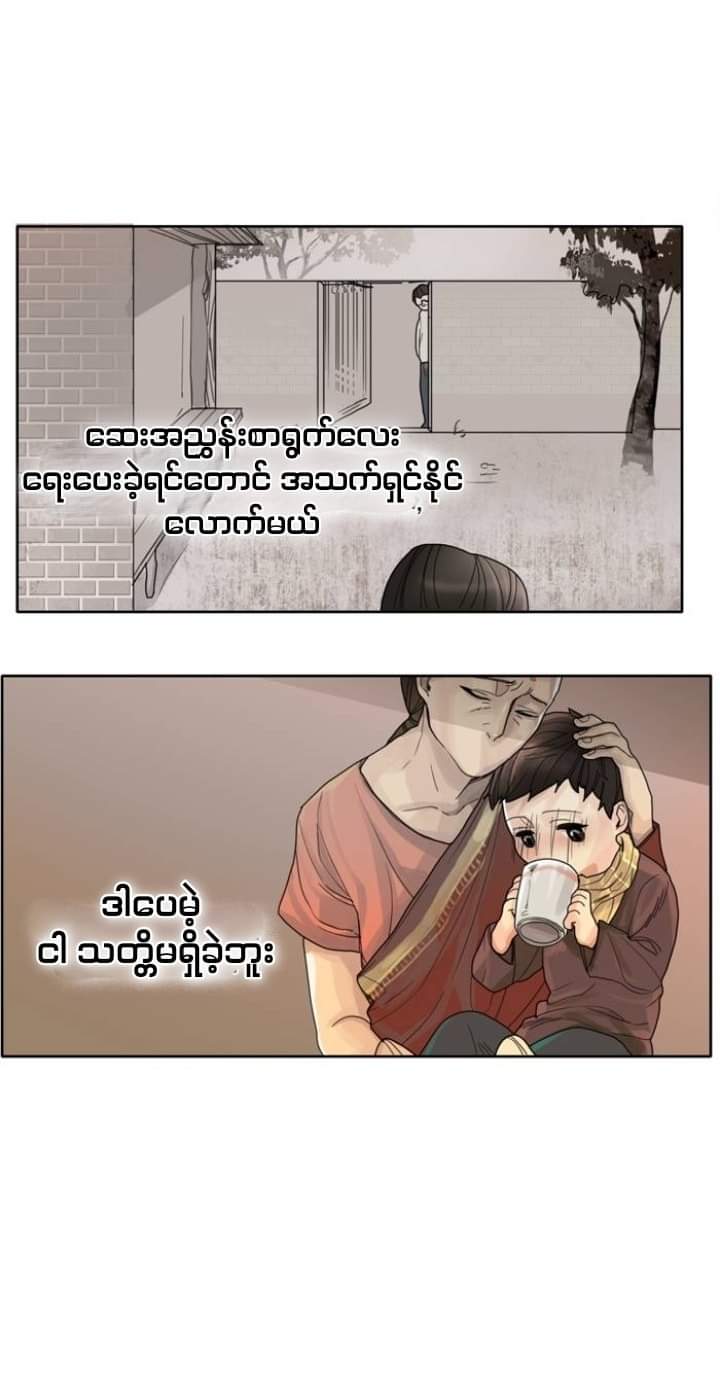 ဆေးအညွှန်းစာရွက်လေး
ရေးပေးခဲ့ရင်တောင် အသက်ရှင်နိုင်
လောက်မယ်
ဒါပေမဲ့
ငါ သတ္တိမရှိခဲ့ဘူး